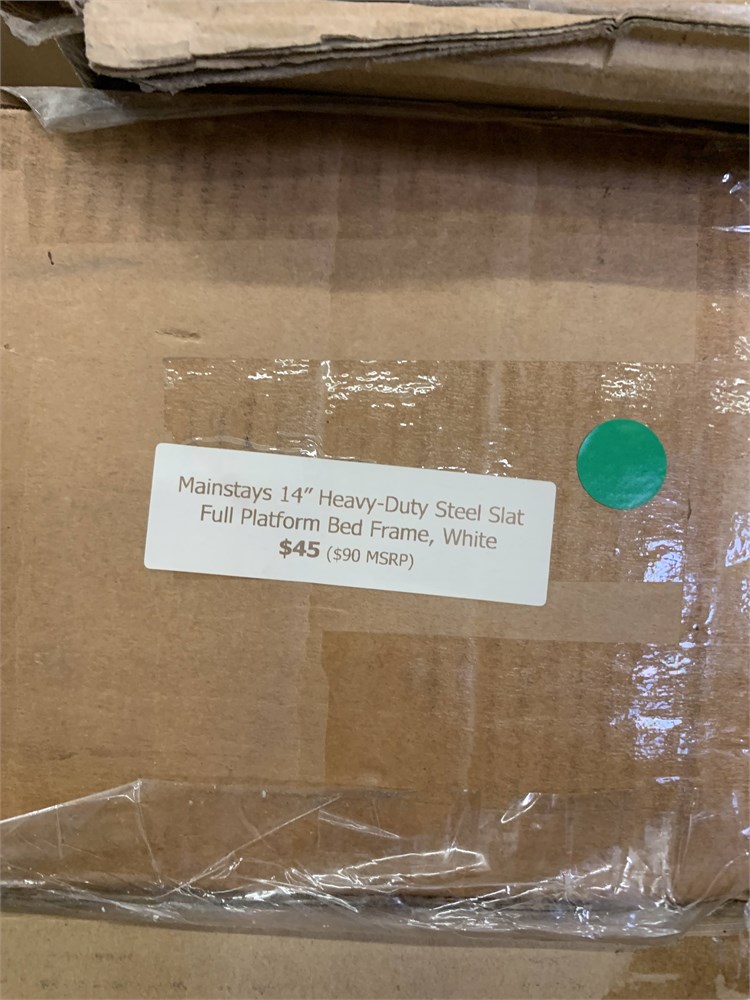 Mainstays 14" Heavy-Duty Steel Slat
Full Platform Bed Frame, White
$45 ($90 MSRP)